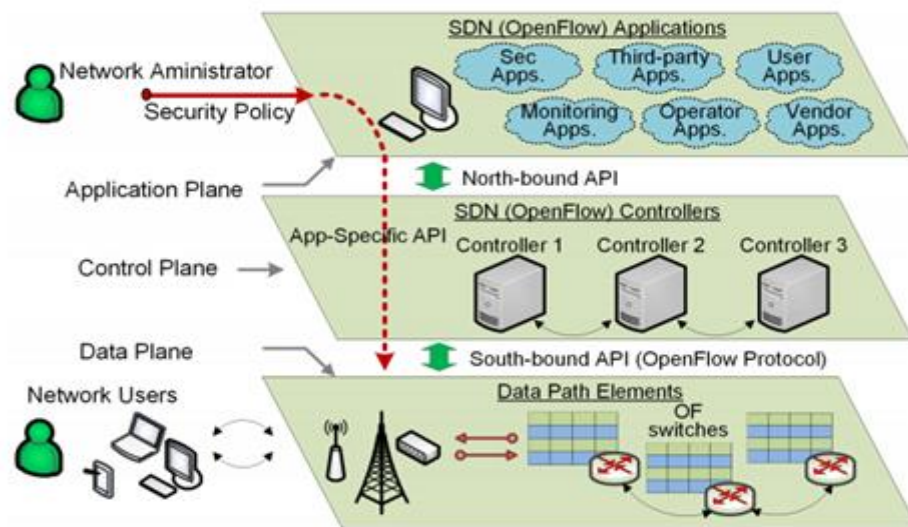 SDN (OpenFlow) Applications
Network Aministrator
Security Policy
Sec
Apps.
Third-party
Apps.
User
Apps.
Monitoring
Apps.
Operator
Apps.
Vendor
Apps.
Application Plane
North-bound API
SDN (OpenFlow) Controllers
App-Specific API
Controller 1
Controller 2
Controller 3
Control Plane
Data Plane
South-bound API (OpenFlow Protocol)
Network Users
Data Path Elements
OF
switches